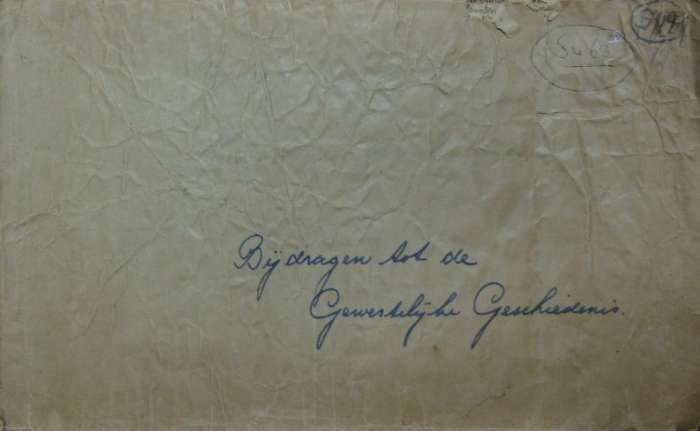 Bijdragen tot de
Gewestelijke Geschiedenis.